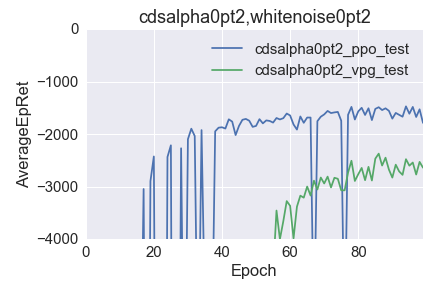 cdsalpha0pt2,whitenoise0pt2
0
−1000
−2000
−3000
−4000
AverageEpRet
cdsalpha0pt2_ppo_test
cdsalpha0pt2_vpg_test
0 20 40 60 80
Epoch